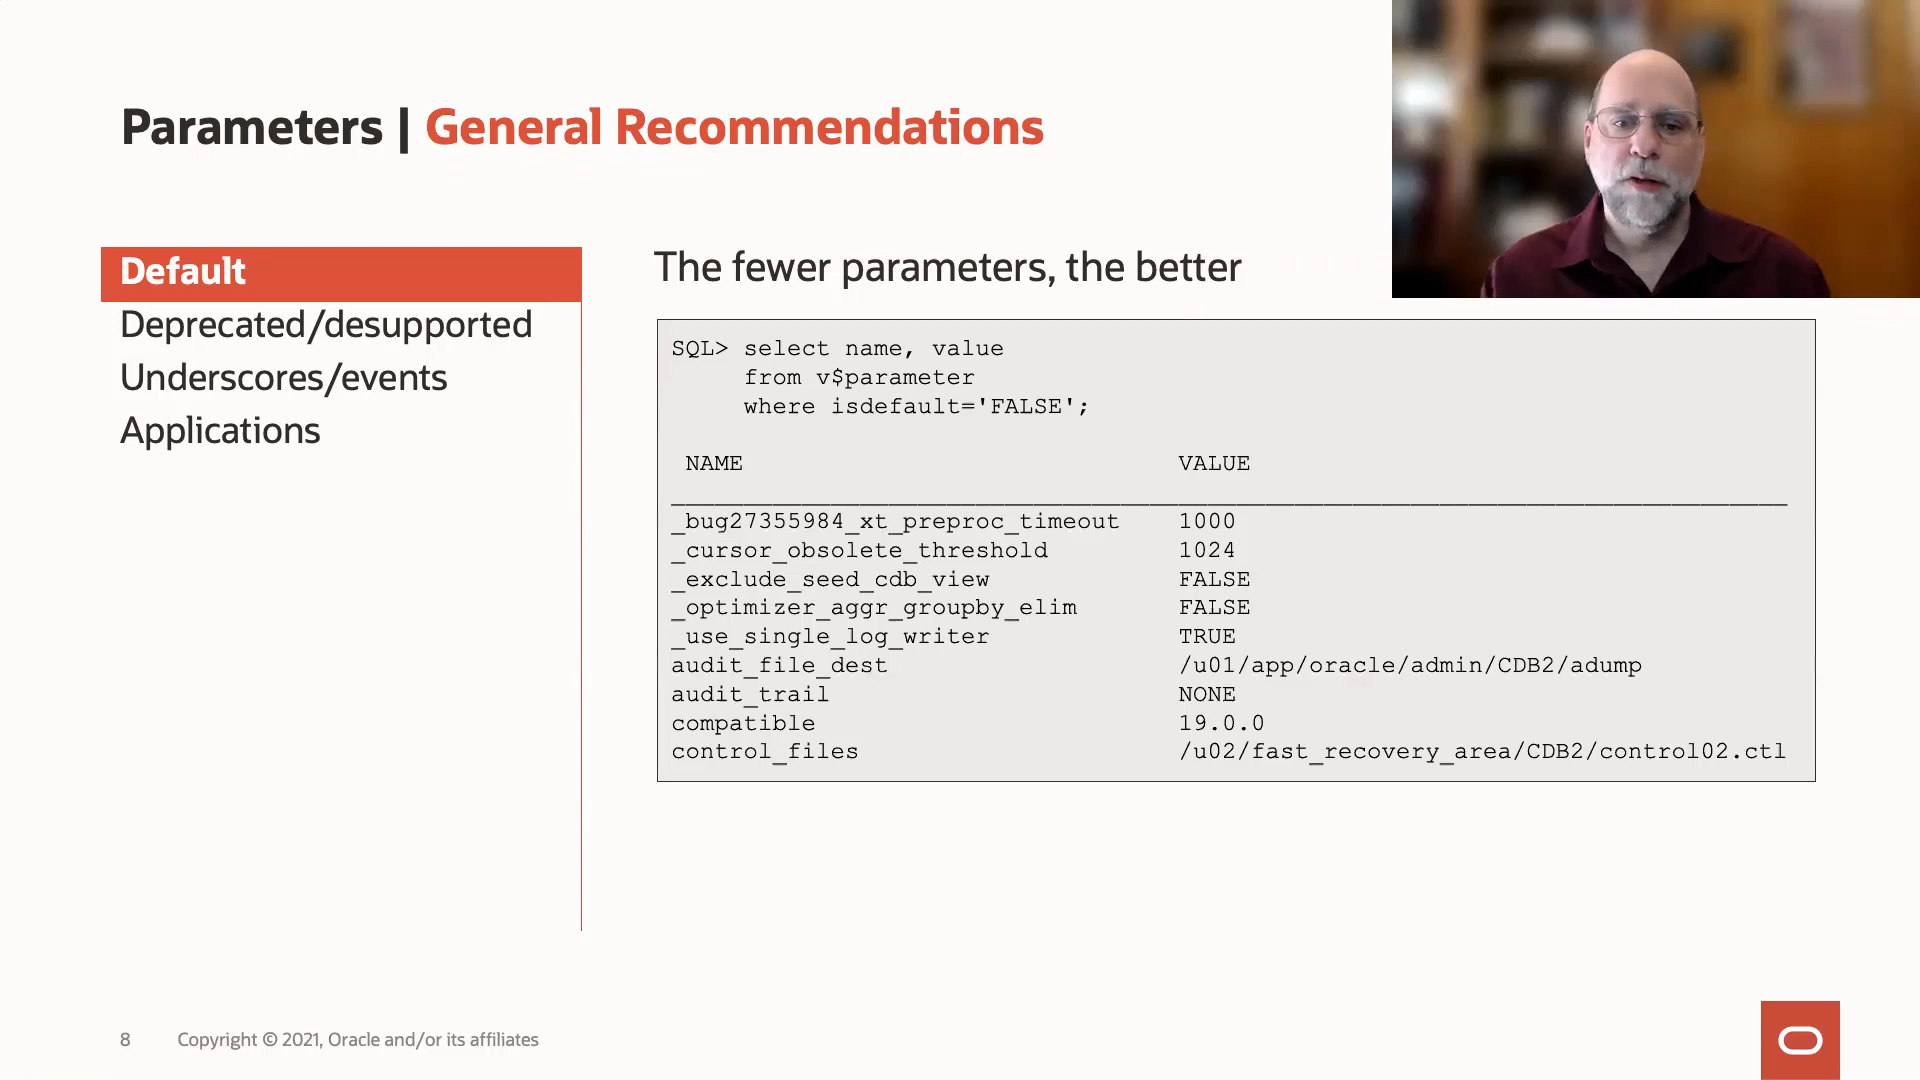 Parameters | General Recommendations
Default
Deprecated/desupported
Underscores/events
Applications
The fewer parameters, the better
SQL> select name, value
from v$parameter
where isdefault='FALSE';
NAME VALUE
_bug27355984_xt_preproc_timeout 1000
_cursor_obsolete_threshold 1024
_exclude_seed_cdb_view FALSE
_optimizer_aggr_groupby_elim FALSE
_use_single_log_writer TRUE
audit_file_dest /u01/app/oracle/admin/CDB2/adump
audit_trail NONE
compatible 19.0.0
control_files /u02/fast_recovery_area/CDB2/control02.ctl
8 Copyright © 2021, Oracle and/or its affiliates